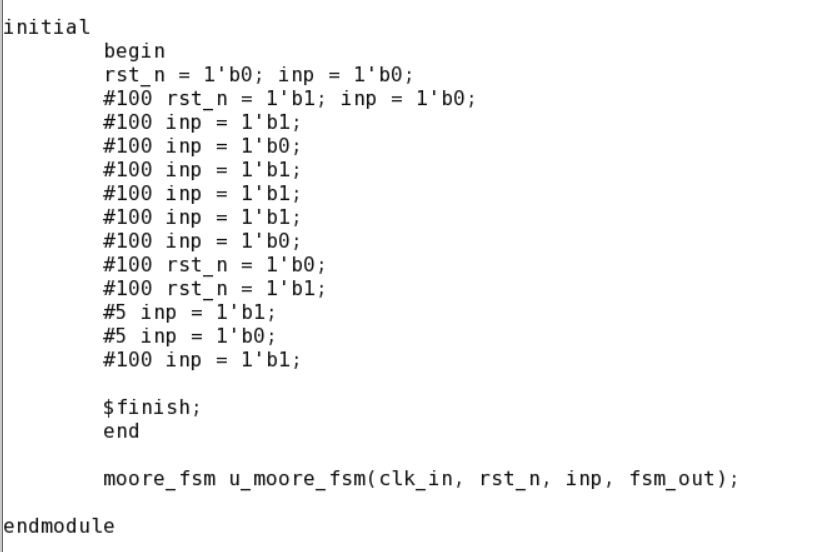 initial
begin
rst_n = 1'b0; inp = 1'b0;
#100 rst_n = 1'b1; inp = 1'b0;
#100 inp = 1'b1;
#100 inp = 1'b0;
#100 inp = 1'b1;
#100 inp = 1'b1;
#100 inp = 1'b1;
#100 inp = 1'b0;
#100 rst_n = 1'b0;
#100 rst_n = 1'b1;
#5 inp = 1'b1;
#5 inp = 1'b0;
#100 inp = 1'b1;
$finish;
end
moore_fsm u_moore_fsm(clk_in, rst_n, inp, fsm_out);
endmodule